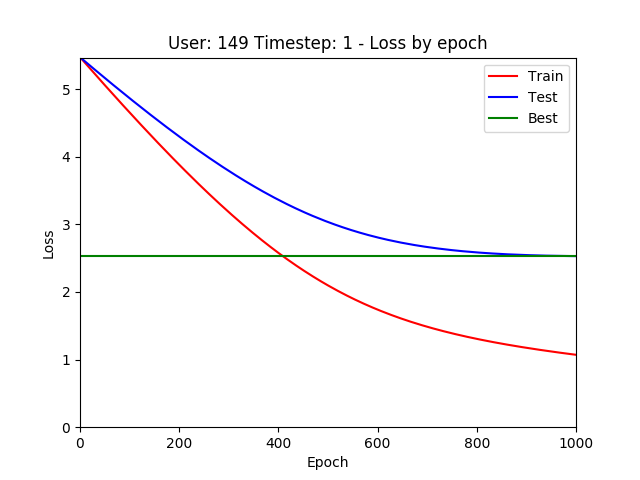 User: 149 Timestep: 1 - Loss by epoch
Train
Test
Best
Loss
5
4
3
2
1
0
0 200 400 600 800 1000
Epoch